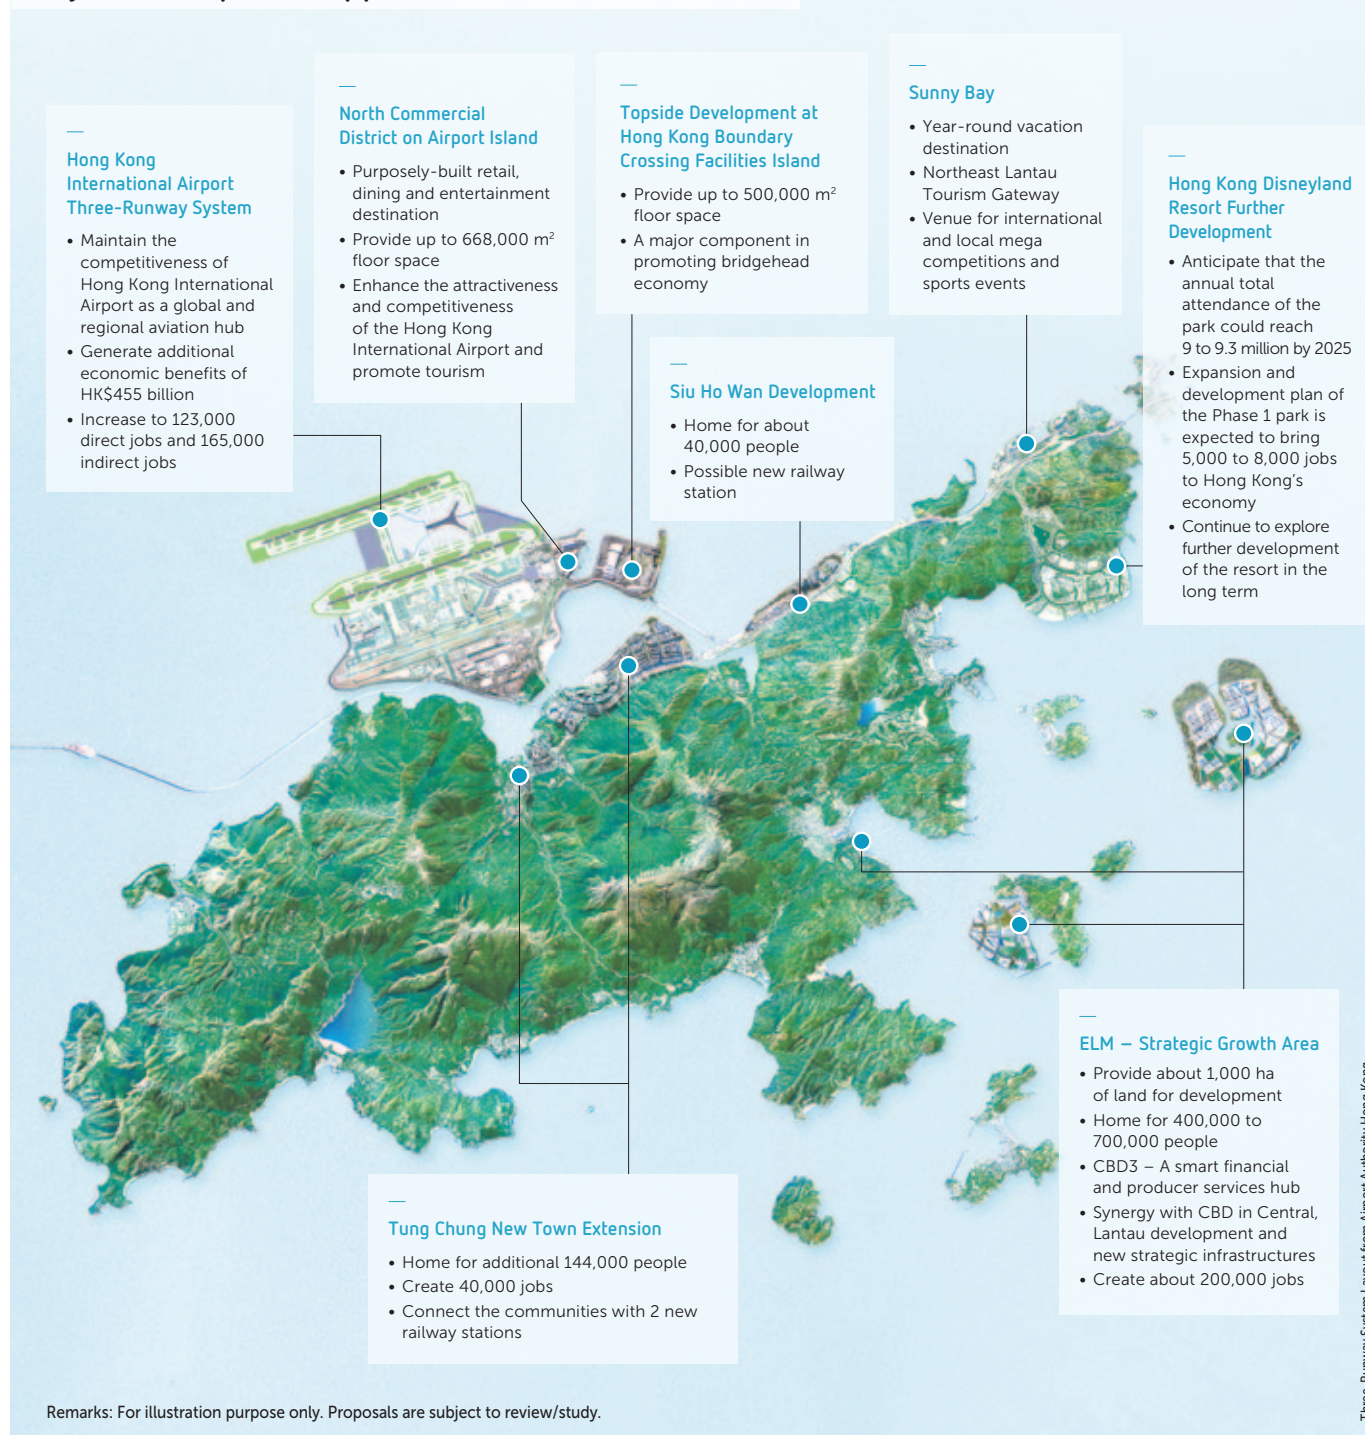 Hong Kong
International Airport
Three-Runway System
• Maintain the
competitiveness of
Hong Kong International
Airport as a global and
regional aviation hub
• Generate additional
economic benefits of
HK$455 billion
• Increase to 123,000
direct jobs and 165,000
indirect jobs
North Commercial
District on Airport Island
• Purposely-built retail,
dining and entertainment
destination
• Provide up to 668,000 m²
floor space
• Enhance the attractiveness
and competitiveness
of the Hong Kong
International Airport and
promote tourism
Topside Development at
Hong Kong Boundary
Crossing Facilities Island
• Provide up to 500,000 m²
floor space
• A major component in
promoting bridgehead
economy
Siu Ho Wan Development
• Home for about
40,000 people
• Possible new railway
station
Sunny Bay
• Year-round vacation
destination
• Northeast Lantau
Tourism Gateway
• Venue for international
and local mega
competitions and
sports events
Hong Kong Disneyland
Resort Further
Development
• Anticipate that the
annual total
attendance of the
park could reach
9 to 9.3 million by 2025
• Expansion and
development plan of
the Phase 1 park is
expected to bring
5,000 to 8,000 jobs
to Hong Kong's
economy
• Continue to explore
further development
of the resort in the
long term
ELM – Strategic Growth Area
• Provide about 1,000 ha
of land for development
• Home for 400,000 to
700,000 people
• CBD3 – A smart financial
and producer services hub
• Synergy with CBD in Central,
Lantau development and
new strategic infrastructures
• Create about 200,000 jobs
Tung Chung New Town Extension
• Home for additional 144,000 people
• Create 40,000 jobs
• Connect the communities with 2 new
railway stations
Remarks: For illustration purpose only. Proposals are subject to review/study.
Three-Runway System Layout from Airport Authority Hong Kong